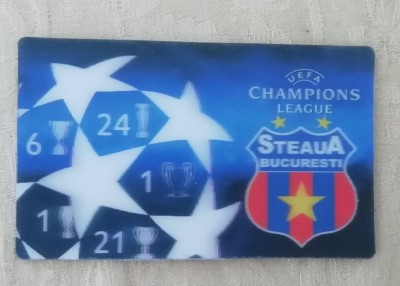 UEFA
CHAMPIONS
LEAGUE
STEAUA
BUCURESTI
24
6
1
1
21